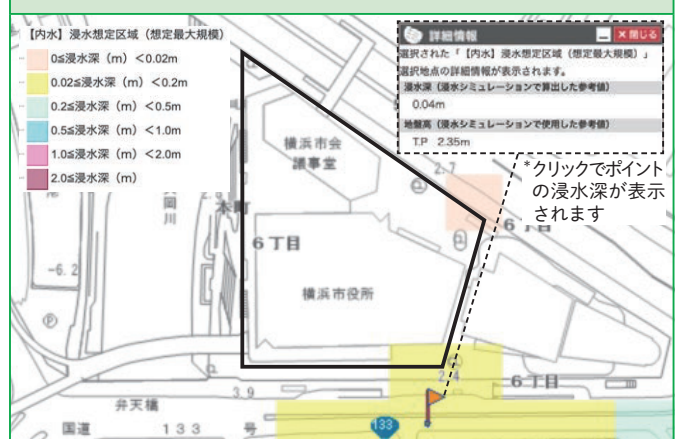 【内水】浸水想定区域（想定最大規模）
0≦浸水深（m）＜0.02m
0.02≦浸水深（m）＜0.2m
0.2≦浸水深（m）＜0.5m
0.5≦浸水深（m）＜1.0m
1.0≦浸水深（m）＜2.0m
2.0≦浸水深（m）
詳細情報
×閉じる
選択された「【内水】浸水想定区域（想定最大規模）」
選択地点の詳細情報が表示されます。
浸水深（浸水シミュレーションで算出した参考値）
0.04m
地盤高（浸水シミュレーションで使用した参考値）
T.P 2.35m
*クリックでポイント
の浸水深が表示
されます
横浜市会
議事堂
2.7
岡
川
本町
6丁目
6丁目
-6.2
横浜市役所
2.4
6丁目
3.9
弁天橋
国道 133 号
133